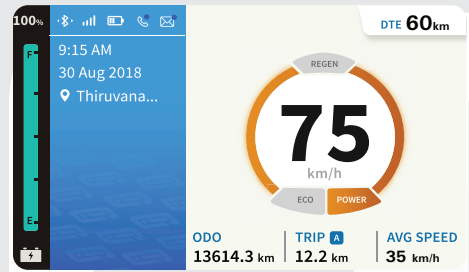 100%
F
E
9:15 AM
30 Aug 2018
Thiruvana...
DTE 60km
REGEN
75
km/h
ECO POWER
ODO
13614.3 km
TRIP A
12.2 km
AVG SPEED
35 km/h